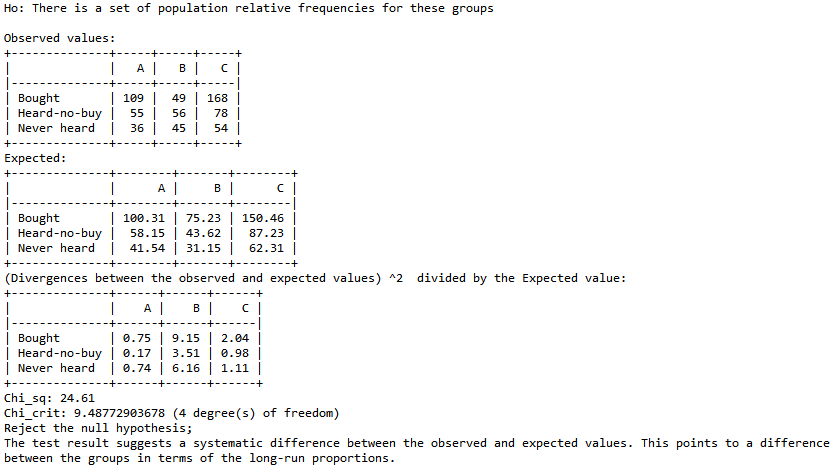 Ho: There is a set of population relative frequencies for these groups
Observed values:
+--------------+-----+-----+-----+
|              |   A |   B |   C |
|--------------+-----+-----+-----|
| Bought       | 109 |  49 | 168 |
| Heard-no-buy |  55 |  56 |  78 |
| Never heard  |  36 |  45 |  54 |
+--------------+-----+-----+-----+
Expected:
+--------------+--------+-------+--------+
|              |      A |     B |      C |
|--------------+--------+-------+--------|
| Bought       | 100.31 | 75.23 | 150.46 |
| Heard-no-buy |  58.15 | 43.62 |  87.23 |
| Never heard  |  41.54 | 31.15 |  62.31 |
+--------------+--------+-------+--------+
(Divergences between the observed and expected values) ^2  divided by the Expected value:
+--------------+------+------+------+
|              |    A |    B |    C |
|--------------+------+------+------|
| Bought       | 0.75 | 9.15 | 2.04 |
| Heard-no-buy | 0.17 | 3.51 | 0.98 |
| Never heard  | 0.74 | 6.16 | 1.11 |
+--------------+------+------+------+
Chi_sq: 24.61
Chi_crit: 9.48772903678 (4 degree(s) of freedom)
Reject the null hypothesis;
The test result suggests a systematic difference between the observed and expected values. This points to a difference
between the groups in terms of the long-run proportions.